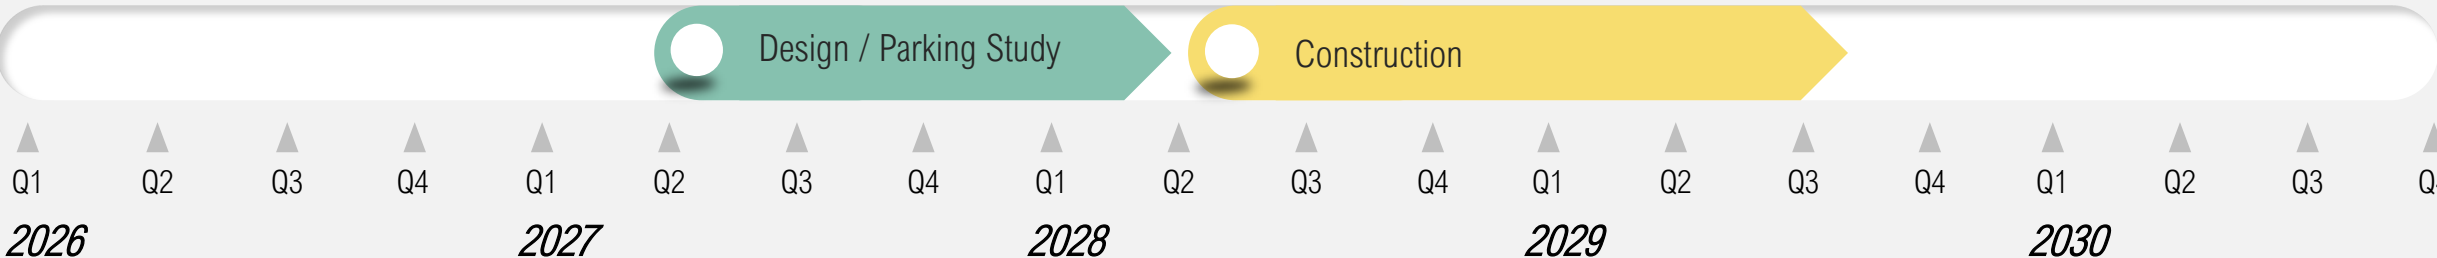 Design / Parking Study Construction
Q1 Q2 Q3 Q4 Q1 Q2 Q3 Q4 Q1 Q2 Q3 Q4 Q1 Q2 Q3 Q4 Q1 Q2 Q3
2026 2027 2028 2029 2030